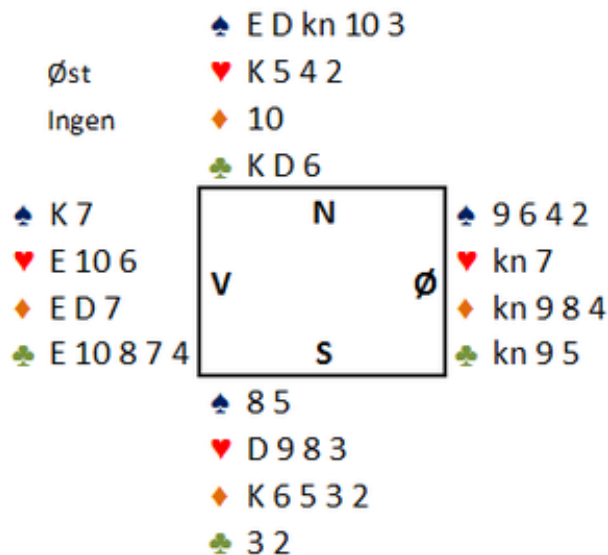 ♠ E D kn 10 3
Øst ♥ K 5 4 2
Ingen ♦ 10
♣ K D 6
♠ K 7 N ♠ 9 6 4 2
♥ E 10 6 ♥ kn 7
V Ø
♦ E D 7 ♦ kn 9 8 4
♣ E 10 8 7 4 S ♣ kn 9 5
♠ 8 5
♥ D 9 8 3
♦ K 6 5 3 2
♣ 3 2